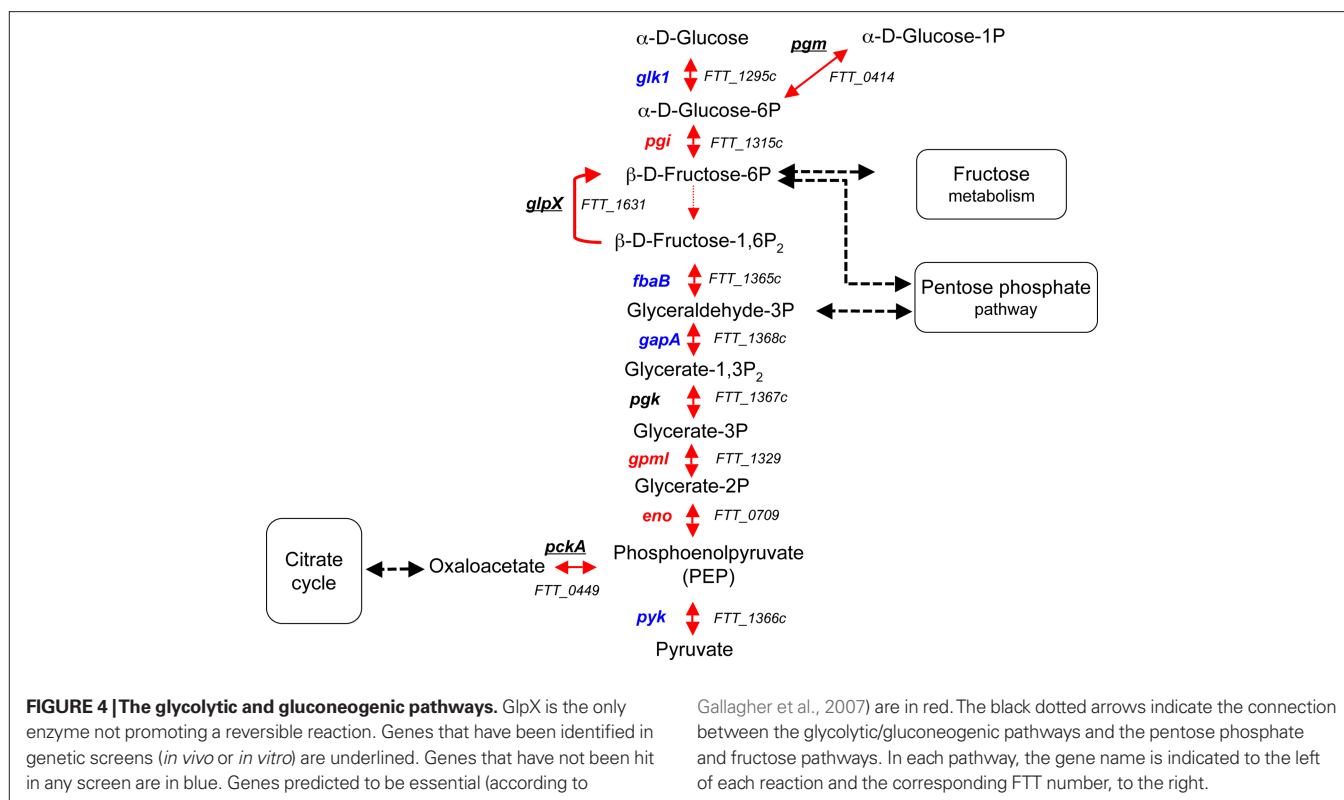 α-D-Glucose
pgm
α-D-Glucose-1P
glk1
FTT_1295c
FTT_0414
α-D-Glucose-6P
pgi
FTT_1315c
β-D-Fructose-6P
Fructose
metabolism
glpX
FTT_1631
β-D-Fructose-1,6P2
fbaB
FTT_1365c
Pentose phosphate
pathway
Glyceraldehyde-3P
gapA
FTT_1368c
Glycerate-1,3P2
pgk
FTT_1367c
Glycerate-3P
gpmI
FTT_1329
Glycerate-2P
eno
FTT_0709
Citrate
cycle
Oxaloacetate
pckA
FTT_0449
Phosphoenolpyruvate
(PEP)
pyk
FTT_1366c
Pyruvate
FIGURE 4 | The glycolytic and gluconeogenic pathways. GlpX is the only
enzyme not promoting a reversible reaction. Genes that have been identified in
genetic screens (in vivo or in vitro) are underlined. Genes that have not been hit
in any screen are in blue. Genes predicted to be essential (according to
Gallagher et al., 2007) are in red. The black dotted arrows indicate the connection
between the glycolytic/gluconeogenic pathways and the pentose phosphate
and fructose pathways. In each pathway, the gene name is indicated to the left
of each reaction and the corresponding FTT number, to the right.